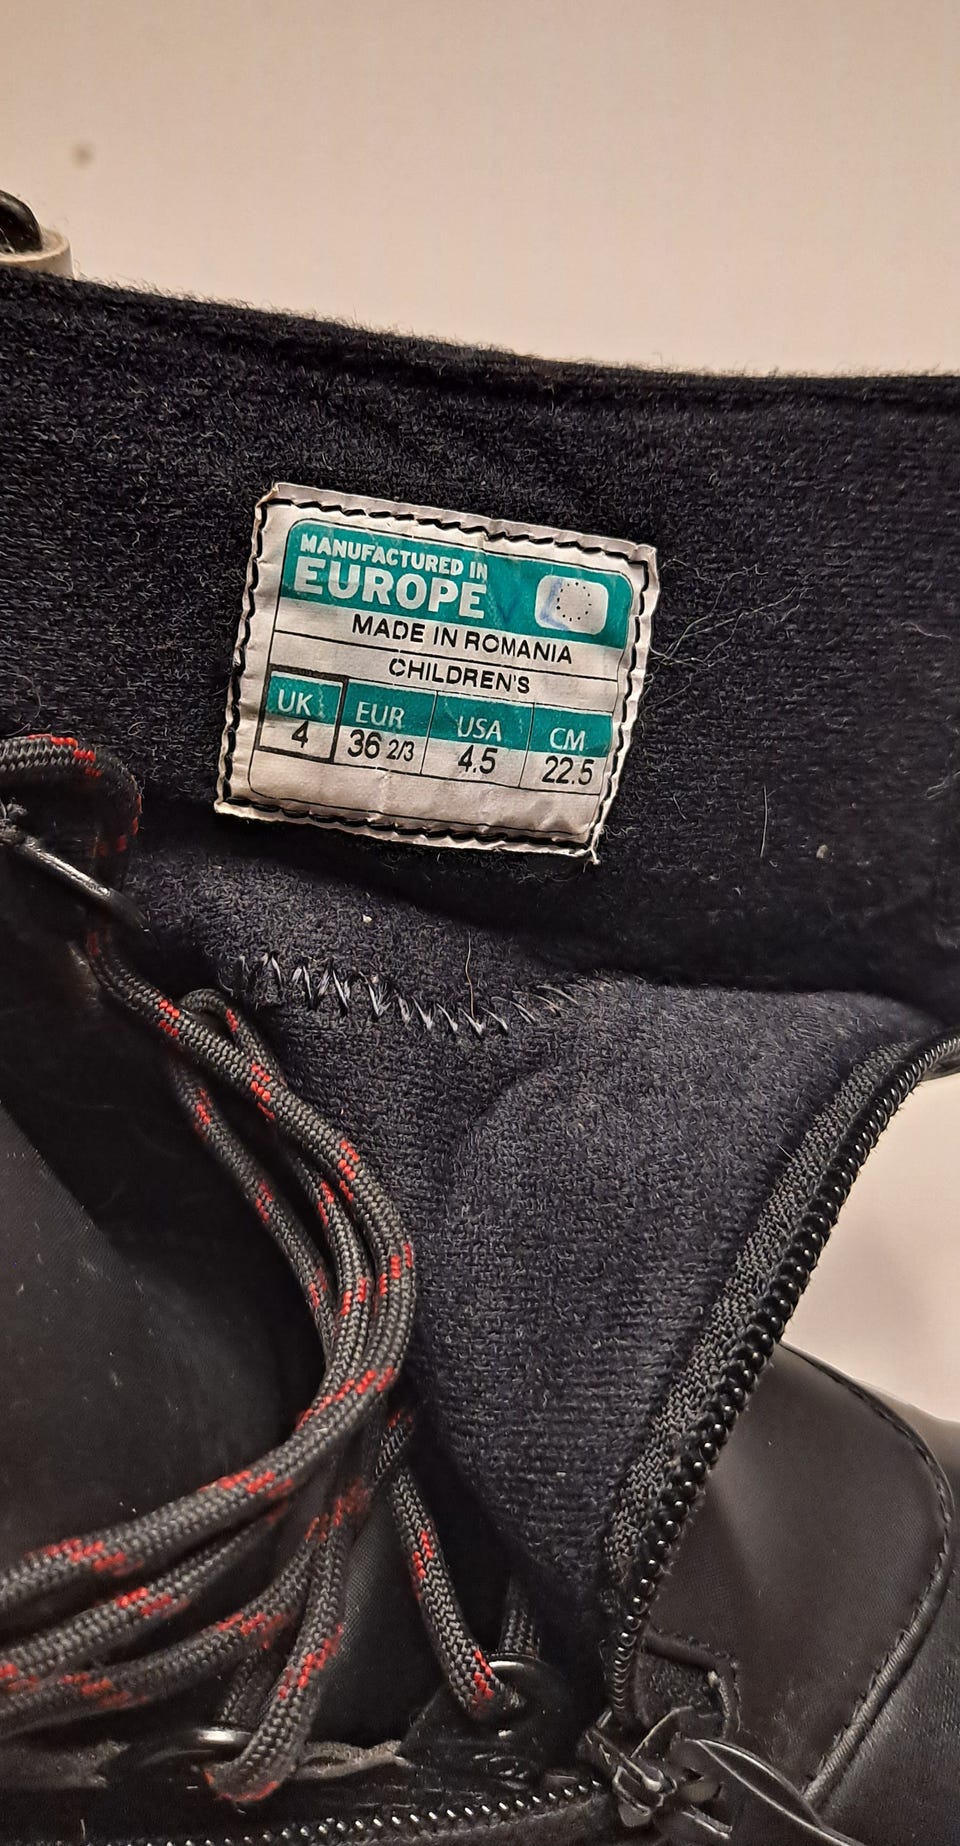 MANUFACTURED IN
EUROPE
MADE IN ROMANIA
CHILDREN'S
UK EUR USA CM
4 36 2/3 4.5 22.5